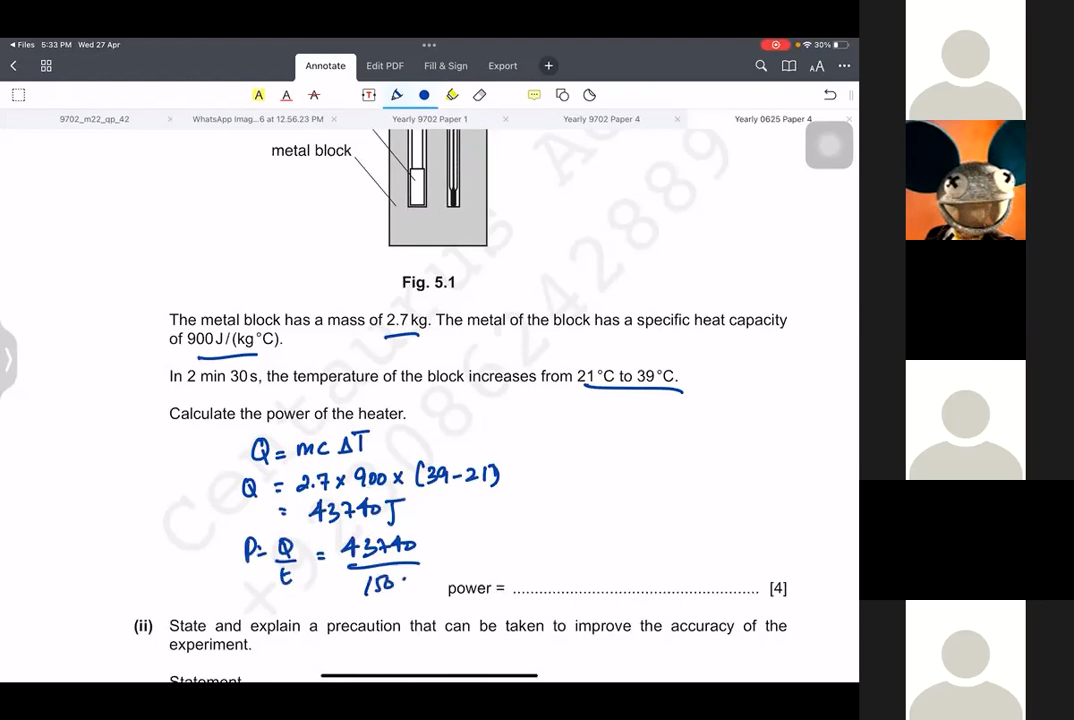 Files 5:33 PM Wed 27 Apr
30%
Annotate Edit PDF Fill & Sign Export
9702_m22_qp_42 WhatsApp Imag...6 at 12.56.23 PM Yearly 9702 Paper 1 Yearly 9702 Paper 4 Yearly 0625 Paper 4
metal block
Fig. 5.1
The metal block has a mass of 2.7 kg. The metal of the block has a specific heat capacity
of 900 J/(kg °C).
In 2 min 30 s, the temperature of the block increases from 21 °C to 39 °C.
Calculate the power of the heater.
Q = mc ΔT
Q = 2.7 × 900 × (39-21)
= 43740 J
P = Q/t = 43740/150
power = ............................................................ [4]
(ii) State and explain a precaution that can be taken to improve the accuracy of the
experiment.
Statement